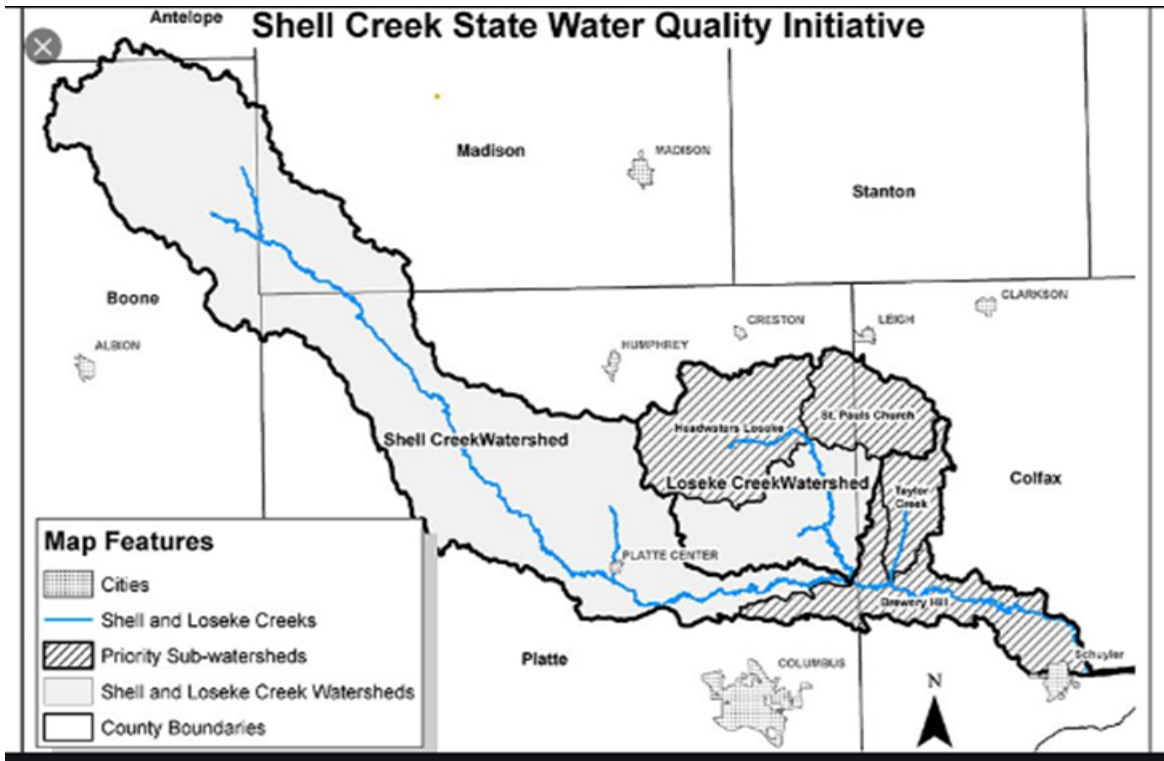 Antelope
Shell Creek State Water Quality Initiative
Madison
MADISON
Stanton
Boone
CLARKSON
CRESTON
LEIGH
ALBION
HUMPHREY
St. Pauls Church
Headwaters Loseke
Shell CreekWatershed
Loseke CreekWatershed
Colfax
Taylor
Creek
PLATTE CENTER
Brewery Hill
Platte
COLUMBUS
Schuyler
N
Map Features
Cities
Shell and Loseke Creeks
Priority Sub-watersheds
Shell and Loseke Creek Watersheds
County Boundaries